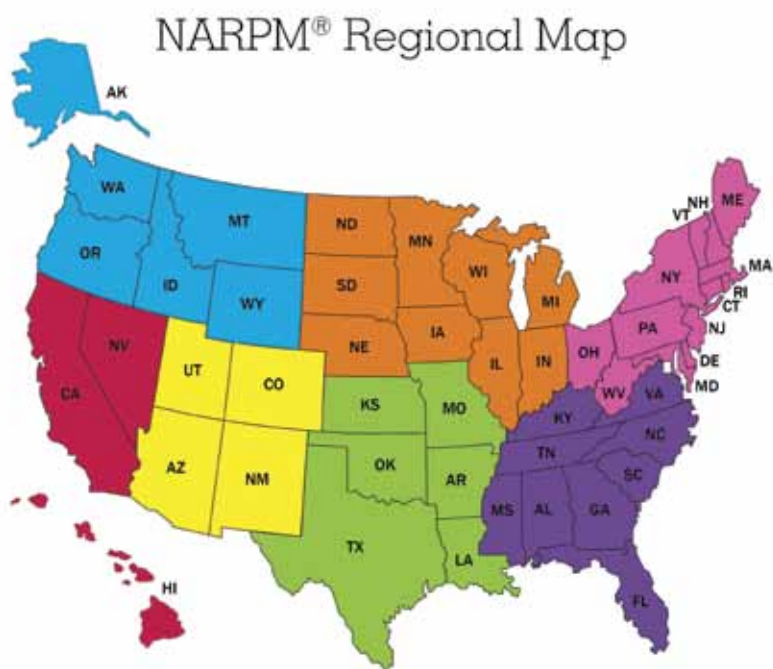 NARPM® Regional Map
AK
WA
MT
ND
MN
OR
ID
WY
SD
WI
MI
NE
IA
IL
IN
OH
NY
VT
NH
ME
MA
RI
CT
NJ
PA
DE
MD
WV
VA
CA
NV
UT
CO
KS
MO
KY
NC
TN
AZ
NM
OK
AR
SC
TX
LA
MS
AL
GA
FL
HI